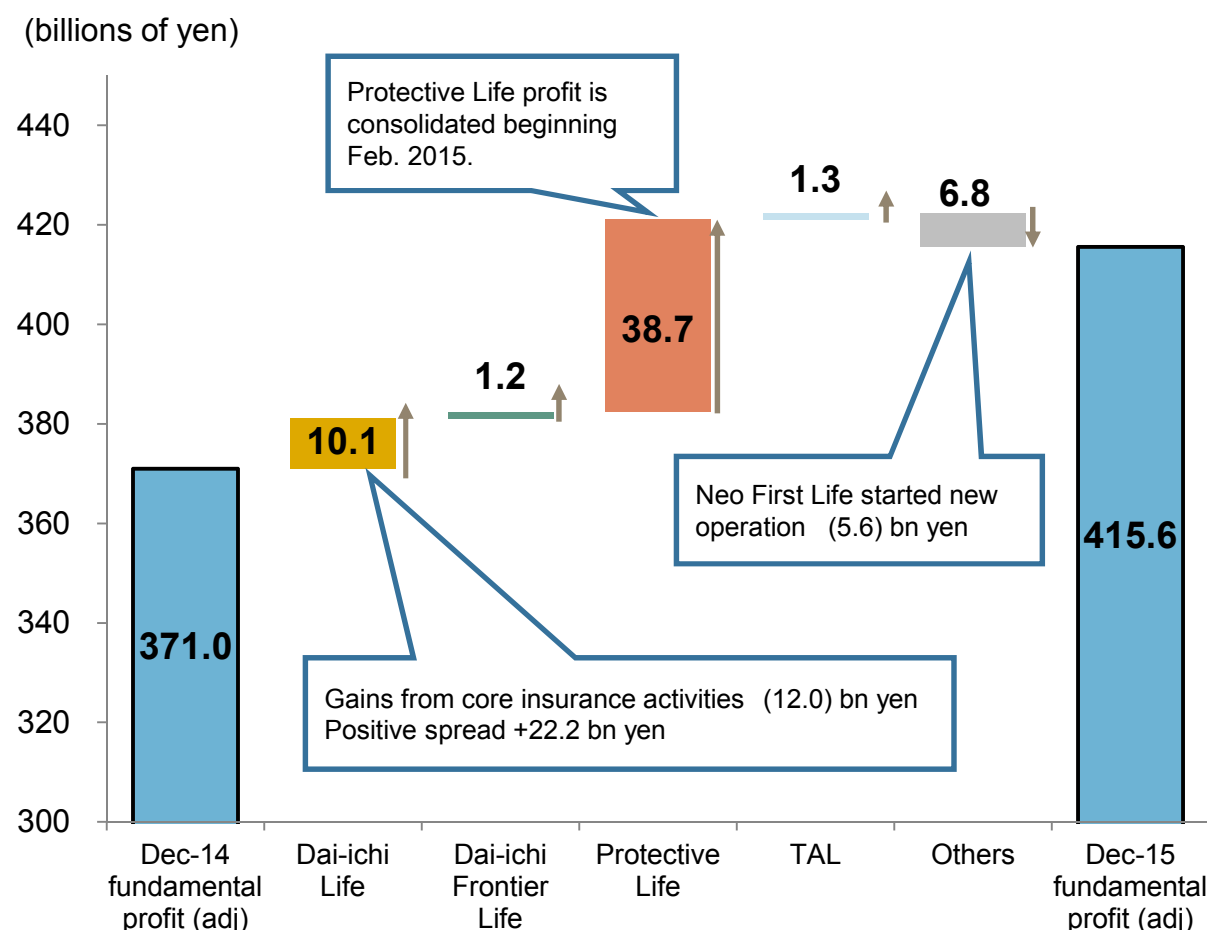 (billions of yen)
Protective Life profit is
consolidated beginning
Feb. 2015.
440
420
400
380
360
340
320
300
371.0
10.1
1.2
38.7
1.3
6.8
415.6
Neo First Life started new
operation (5.6) bn yen
Gains from core insurance activities (12.0) bn yen
Positive spread +22.2 bn yen
Dec-14
fundamental
profit (adj)
Dai-ichi
Life
Dai-ichi
Frontier
Life
Protective
Life
TAL
Others
Dec-15
fundamental
profit (adj)